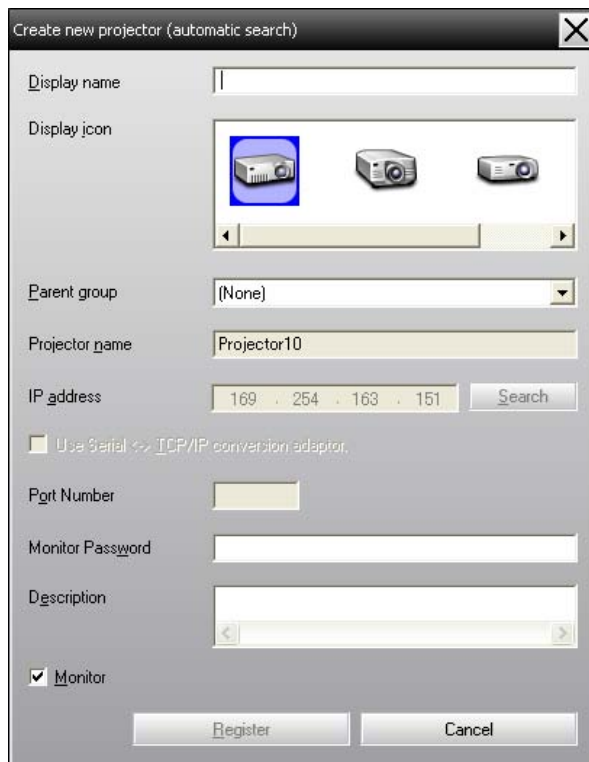 Create new projector (automatic search)
Display name
Display icon
Parent group (None)
Projector name Projector10
IP address 169 . 254 . 163 . 151 Search
Use Serial <-> TCP/IP conversion adaptor.
Port Number
Monitor Password
Description
Monitor
Register Cancel